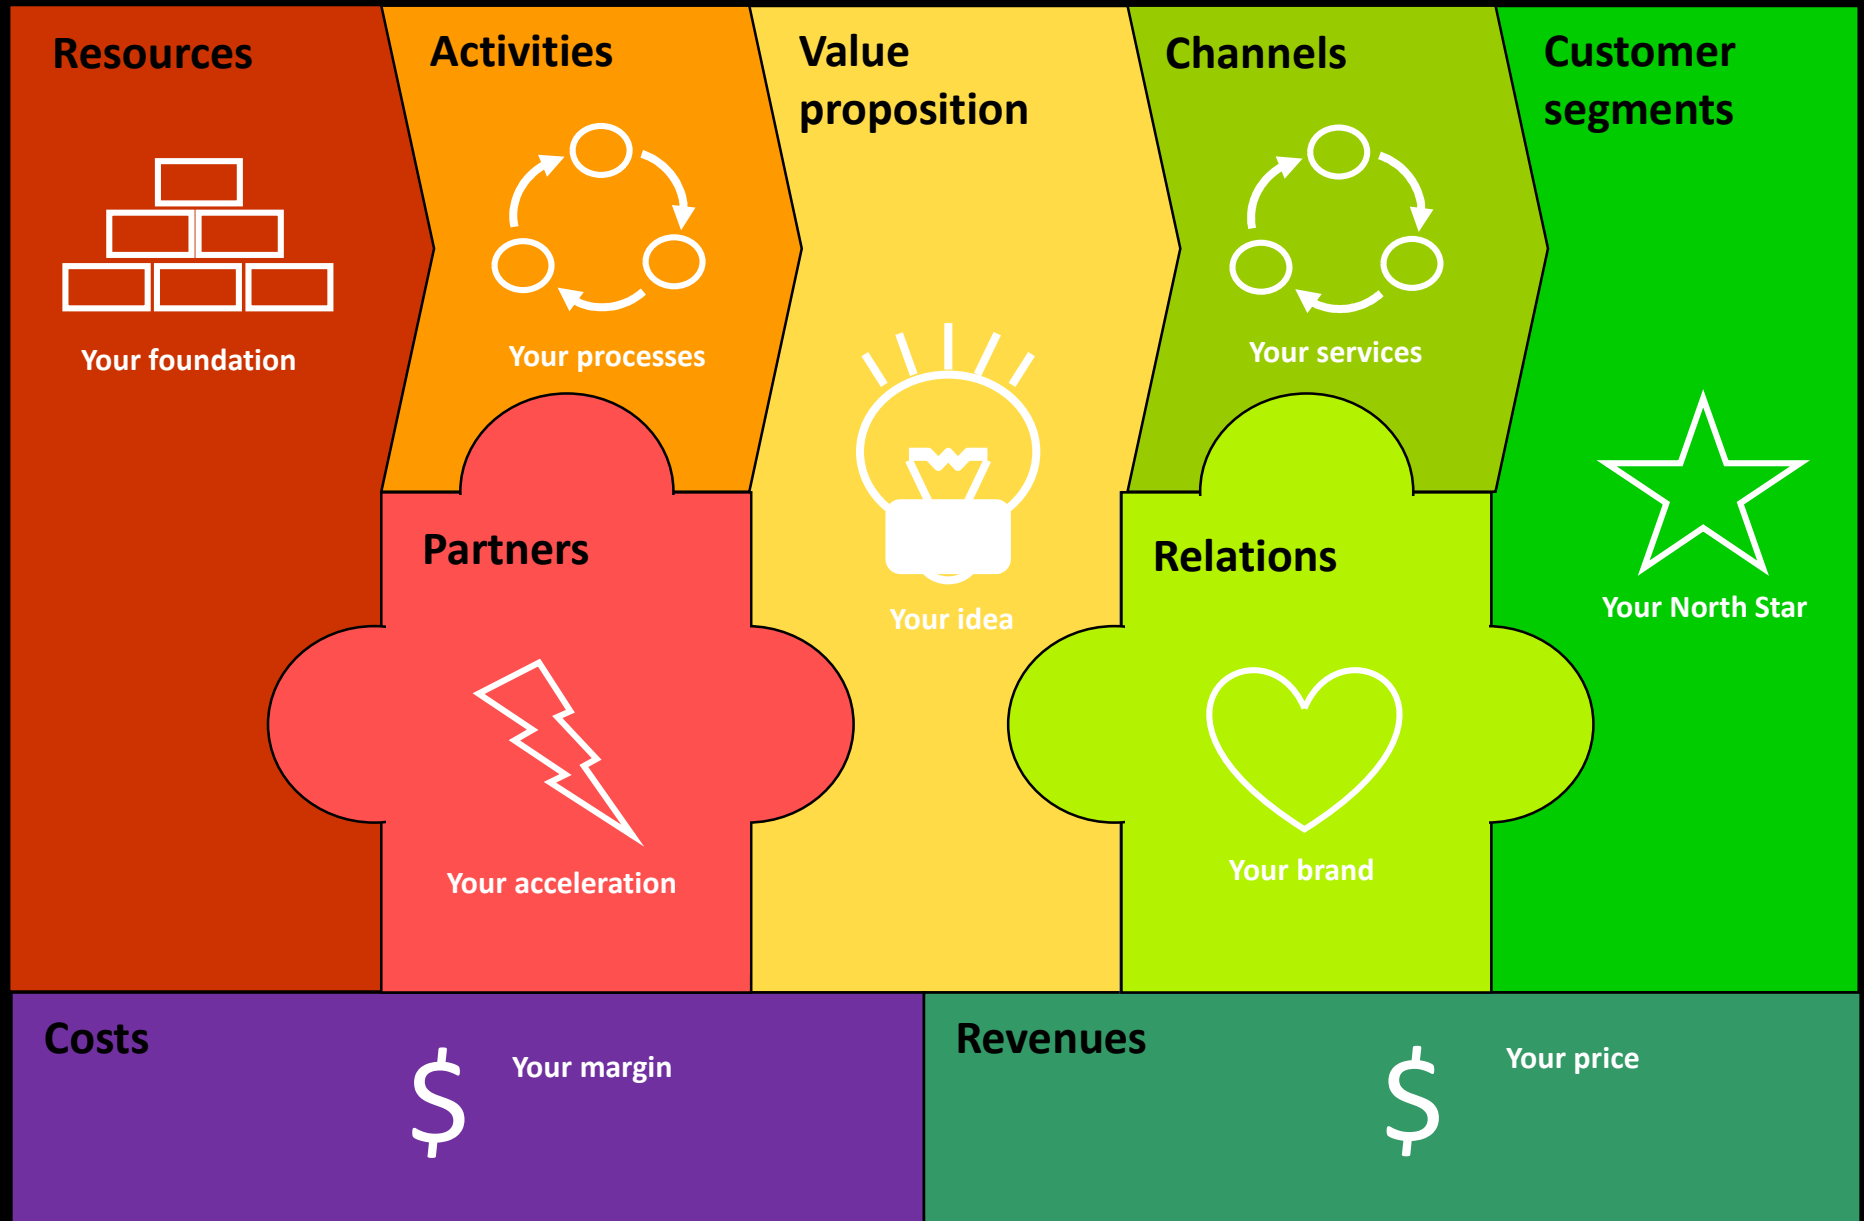 Resources
Your foundation
Activities
Your processes
Value
proposition
Your idea
Channels
Your services
Customer
segments
Your North Star
Partners
Your acceleration
Relations
Your brand
Costs
$
Your margin
Revenues
$
Your price